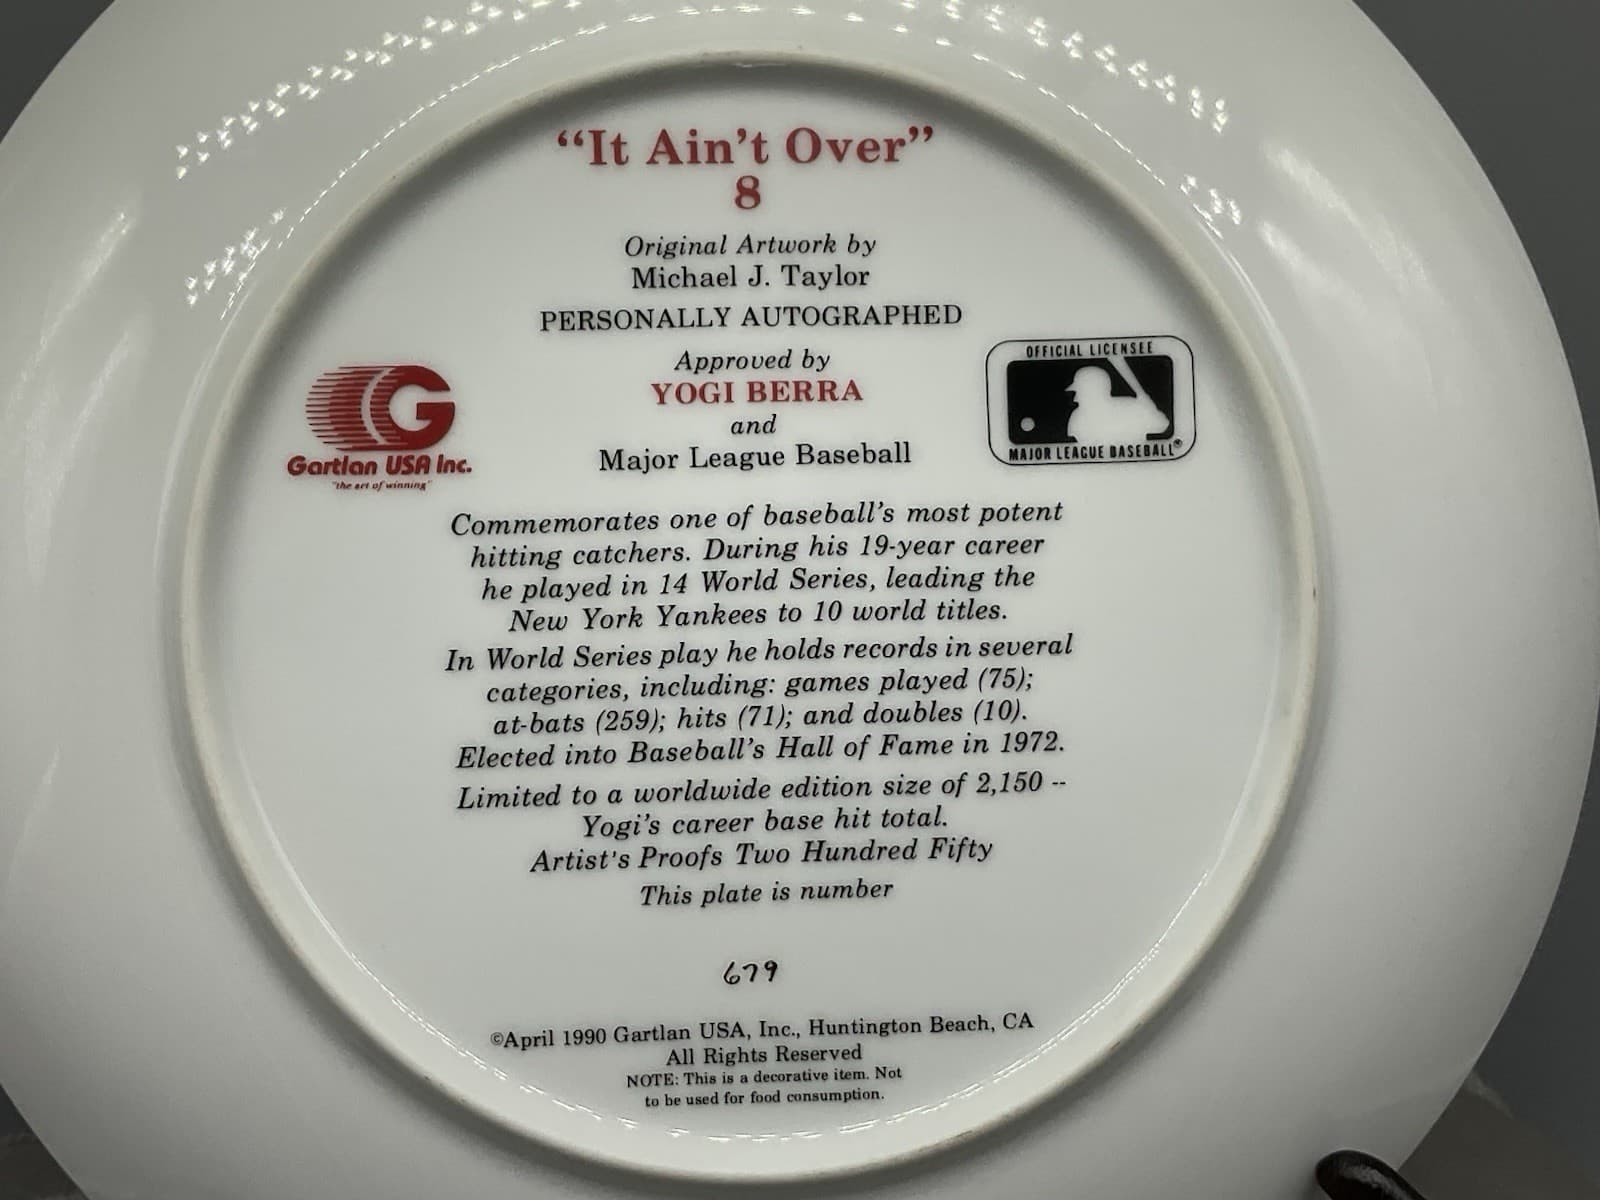 “It Ain’t Over”
8
Original Artwork by
Michael J. Taylor
PERSONALLY AUTOGRAPHED
Approved by
YOGI BERRA
and
Major League Baseball
G
Gartlan USA Inc.
"the art of winning"
OFFICIAL LICENSEE
MAJOR LEAGUE BASEBALL®
Commemorates one of baseball’s most potent
hitting catchers. During his 19-year career
he played in 14 World Series, leading the
New York Yankees to 10 world titles.
In World Series play he holds records in several
categories, including: games played (75);
at-bats (259); hits (71); and doubles (10).
Elected into Baseball’s Hall of Fame in 1972.
Limited to a worldwide edition size of 2,150 --
Yogi’s career base hit total.
Artist's Proofs Two Hundred Fifty
This plate is number
679
©April 1990 Gartlan USA, Inc., Huntington Beach, CA
All Rights Reserved
NOTE: This is a decorative item. Not
to be used for food consumption.